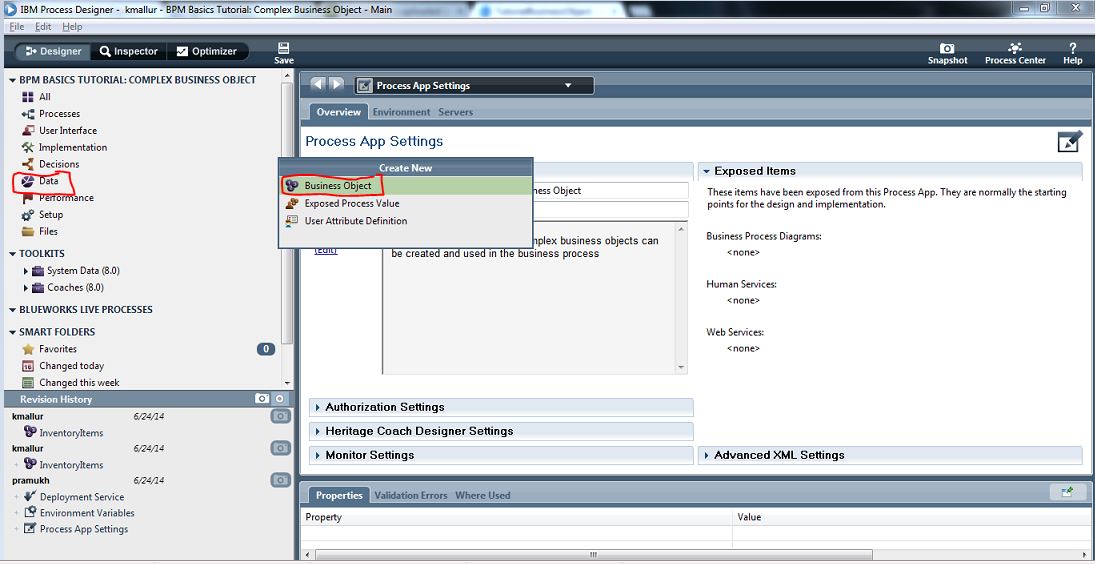 IBM Process Designer - kmallur - BPM Basics Tutorial: Complex Business Object - Main
File Edit Help
Designer Inspector Optimizer Save
Snapshot Process Center Help
BPM BASICS TUTORIAL: COMPLEX BUSINESS OBJECT
All
Processes
User Interface
Implementation
Decisions
Data
Performance
Setup
Files
TOOLKITS
System Data (8.0)
Coaches (8.0)
BLUEWORKS LIVE PROCESSES
SMART FOLDERS
Favorites 0
Changed today
Changed this week
Revision History
kmallur 6/24/14
InventoryItems
kmallur 6/24/14
InventoryItems
pramukh 6/24/14
Deployment Service
Environment Variables
Process App Settings
Process App Settings
Overview Environment Servers
Process App Settings
Create New
Business Object
Exposed Process Value
User Attribute Definition
ness Object
(Edit)
mplex business objects can
be created and used in the business process
Authorization Settings
Heritage Coach Designer Settings
Monitor Settings
Exposed Items
These items have been exposed from this Process App. They are normally the starting
points for the design and implementation.
Business Process Diagrams:
<none>
Human Services:
<none>
Web Services:
<none>
Advanced XML Settings
Properties Validation Errors Where Used
Property Value